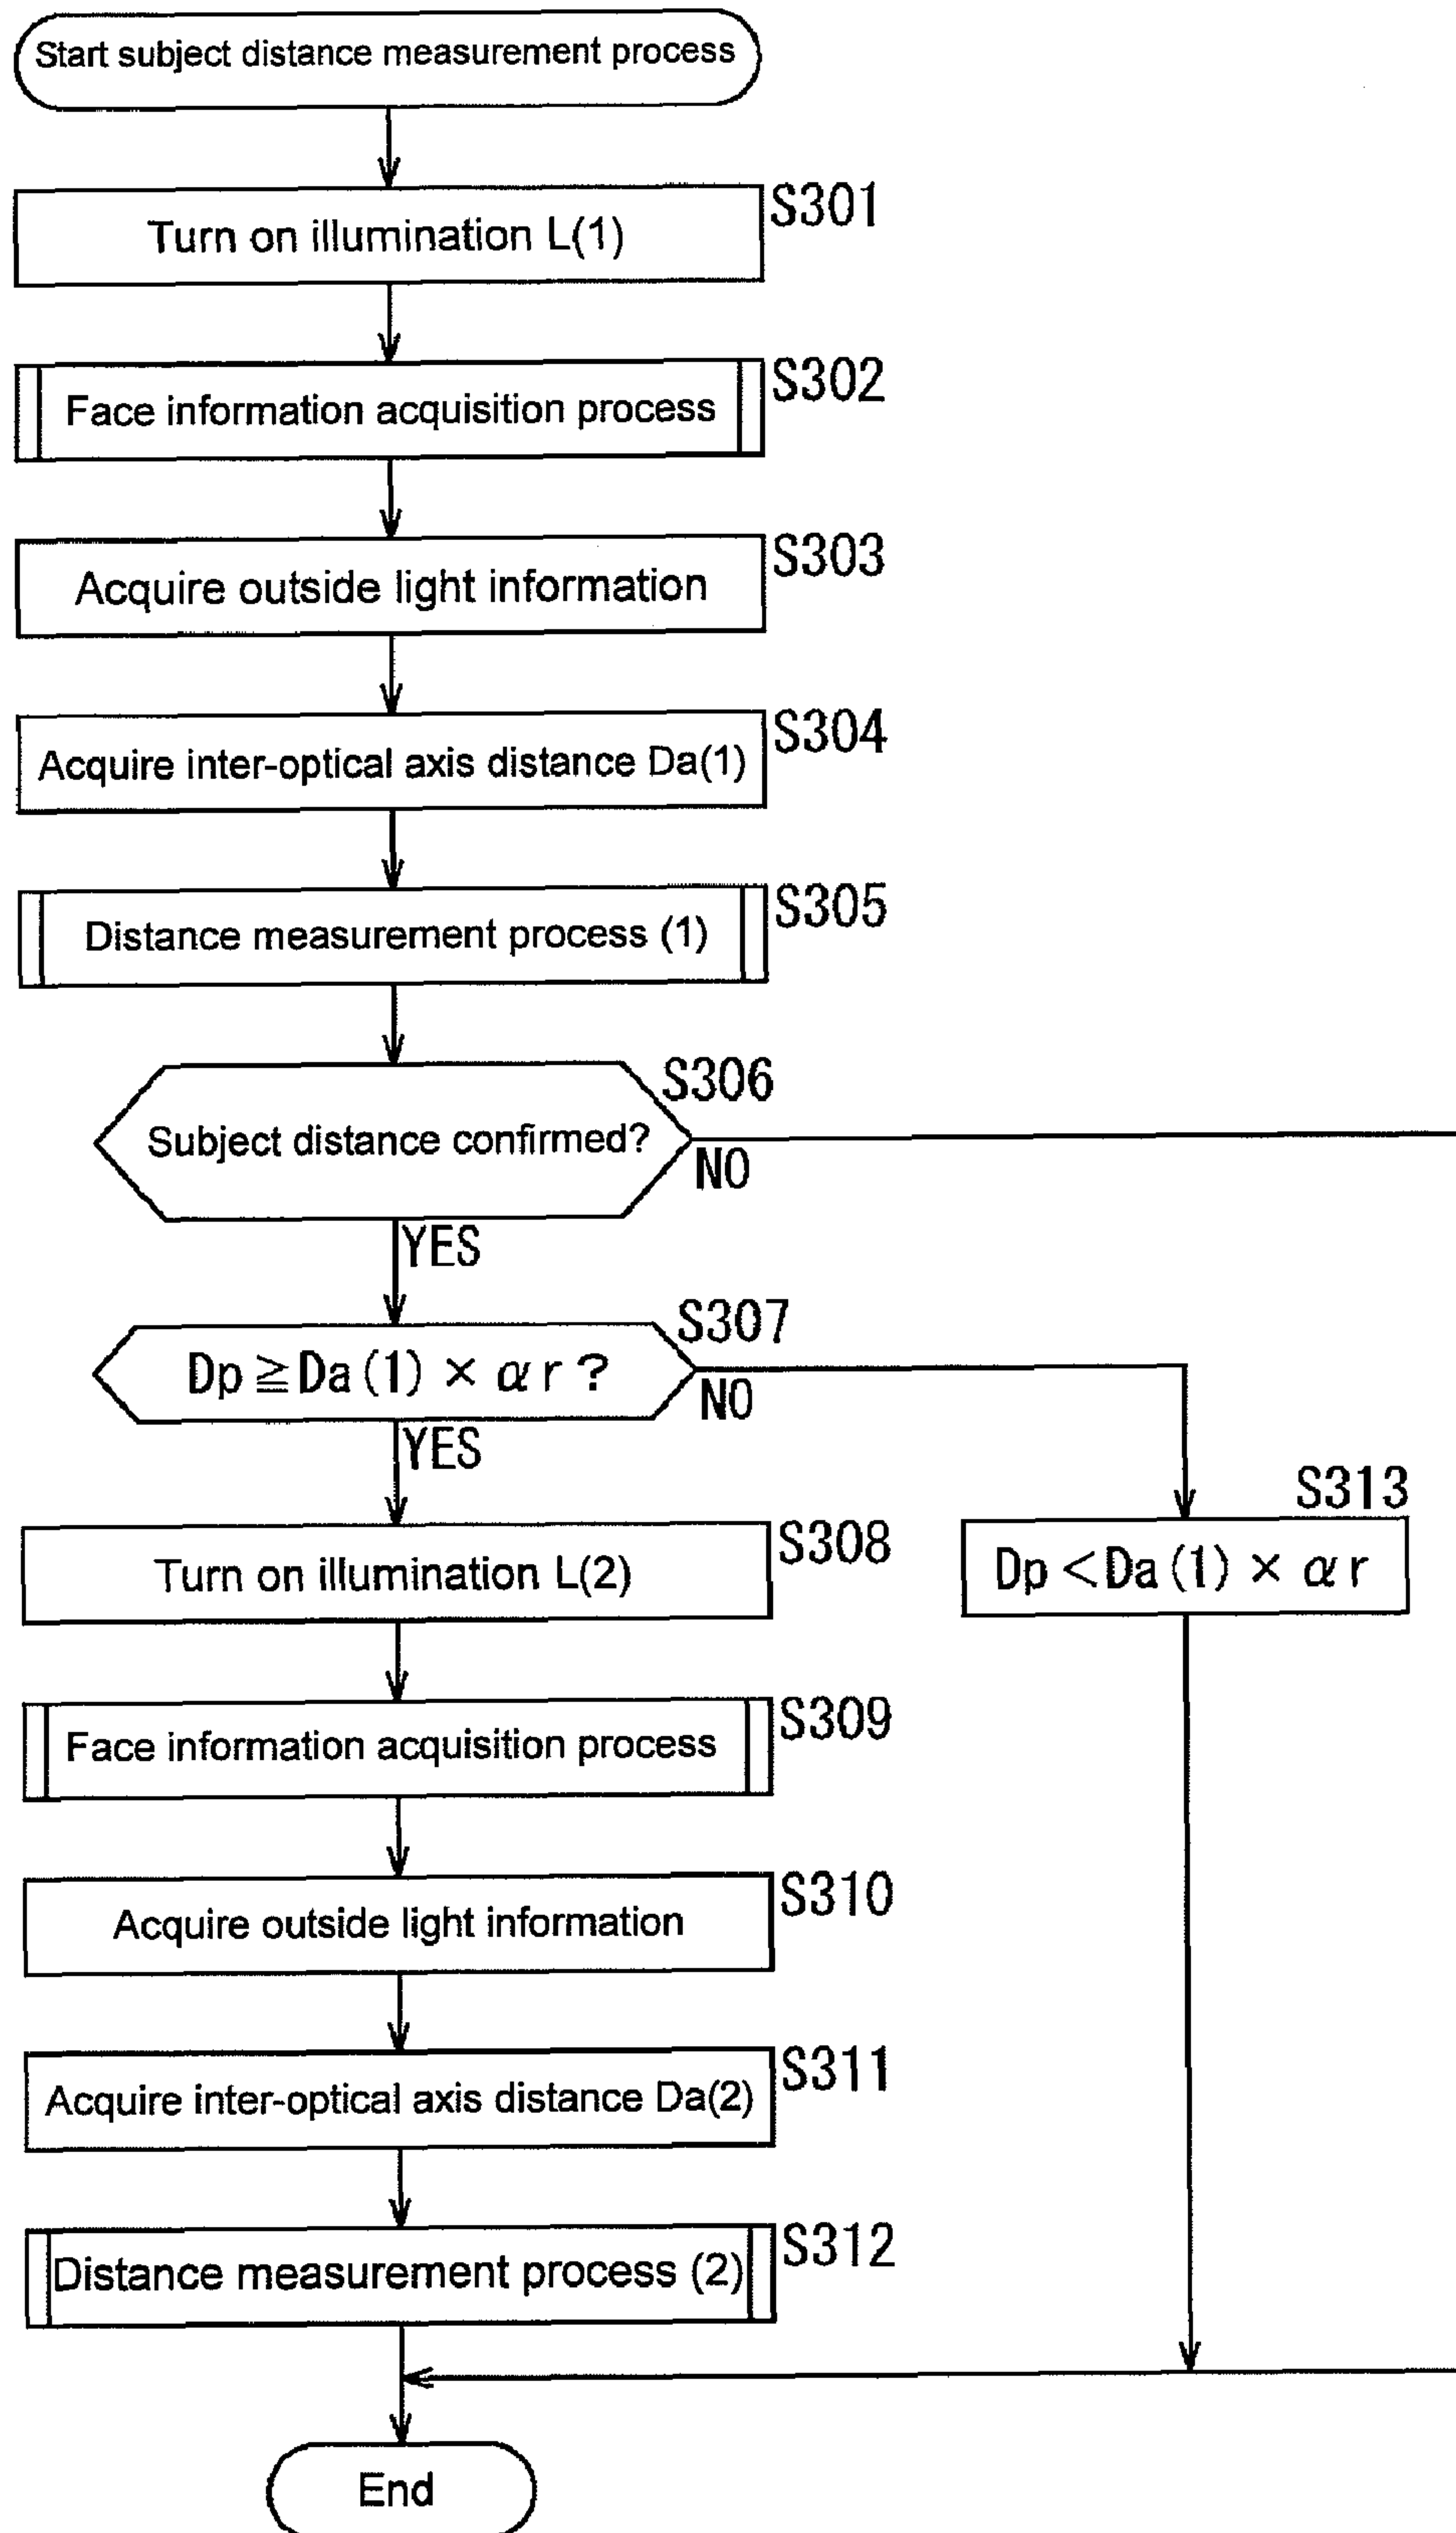 Start subject distance measurement process
S301
Turn on illumination L(1)
S302
Face information acquisition process
S303
Acquire outside light information
S304
Acquire inter-optical axis distance Da(1)
S305
Distance measurement process (1)
S306
Subject distance confirmed?
NO
YES
S307
Dp≧Da(1)×αr?
NO
YES
S308
Turn on illumination L(2)
S313
Dp<Da(1)×αr
S309
Face information acquisition process
S310
Acquire outside light information
S311
Acquire inter-optical axis distance Da(2)
S312
Distance measurement process (2)
End